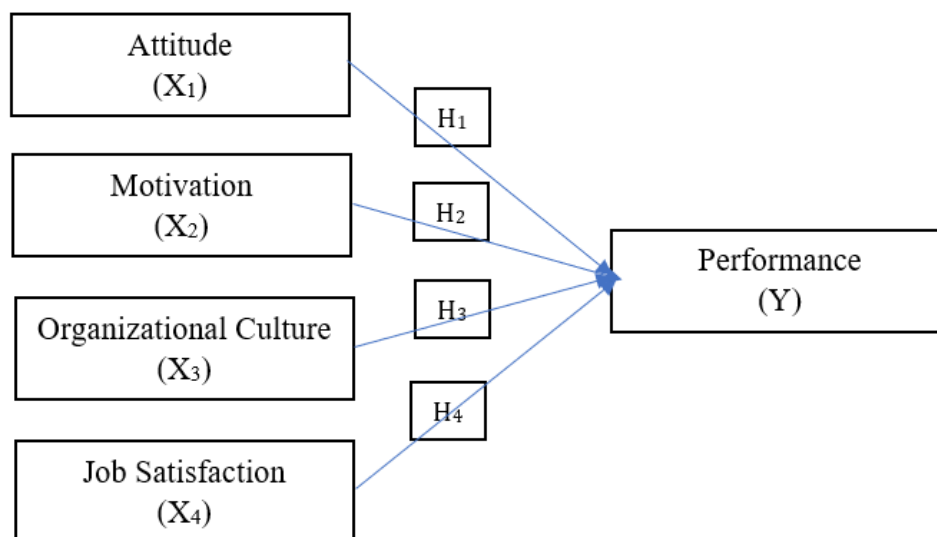 Attitude
(X₁)
H₁
Motivation
(X₂)
H₂
Performance
(Y)
Organizational Culture
(X₃)
H₃
Job Satisfaction
(X₄)
H₄